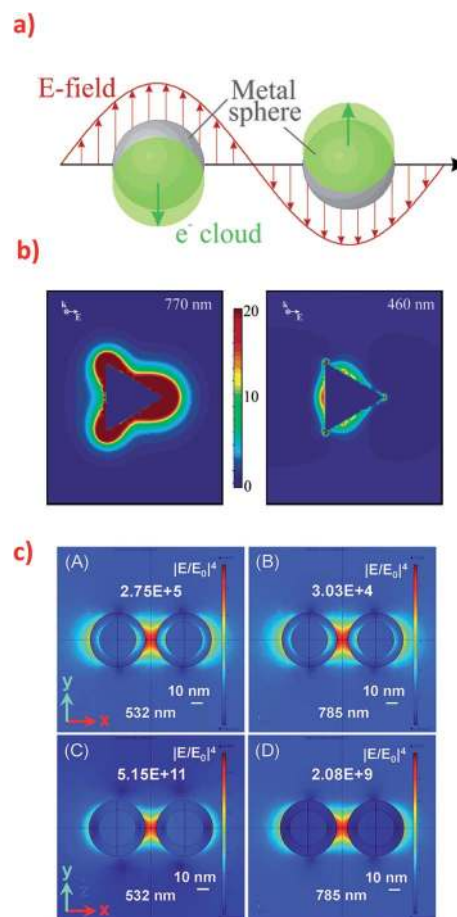 a)
E-field
Metal
sphere
e⁻ cloud
b)
k
E
770 nm
20
10
0
k
E
460 nm
c)
(A)
|E/E₀|⁴
2.75E+5
y
x
532 nm
10 nm
(B)
|E/E₀|⁴
3.03E+4
785 nm
10 nm
(C)
|E/E₀|⁴
5.15E+11
y
x
532 nm
10 nm
(D)
|E/E₀|⁴
2.08E+9
785 nm
10 nm